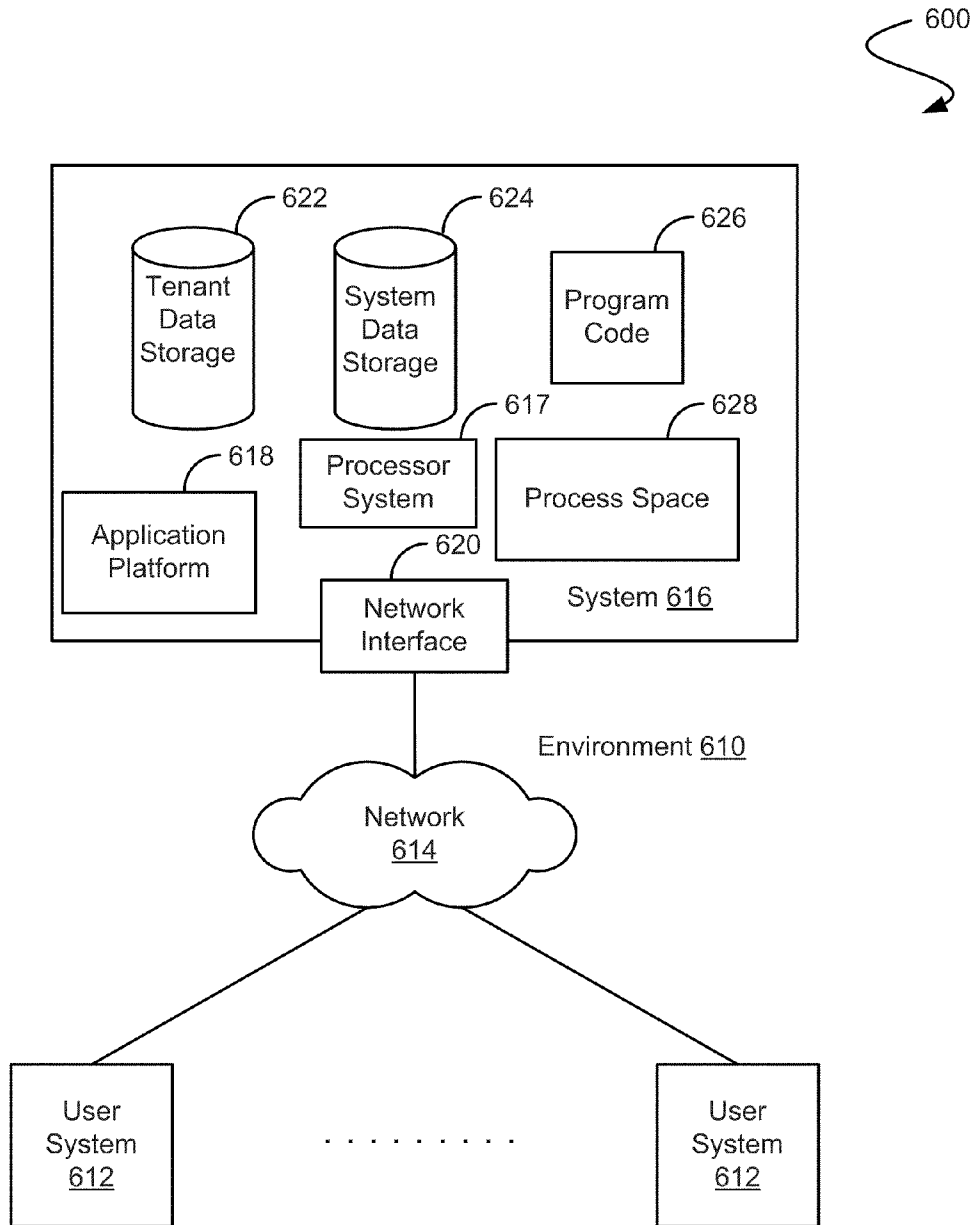 600
622
624
626
Tenant
Data
Storage
System
Data
Storage
Program
Code
617
628
618
Processor
System
Process Space
Application
Platform
620
System 616
Network
Interface
Environment 610
Network
614
User
System
612
. . . . . . . . .
User
System
612